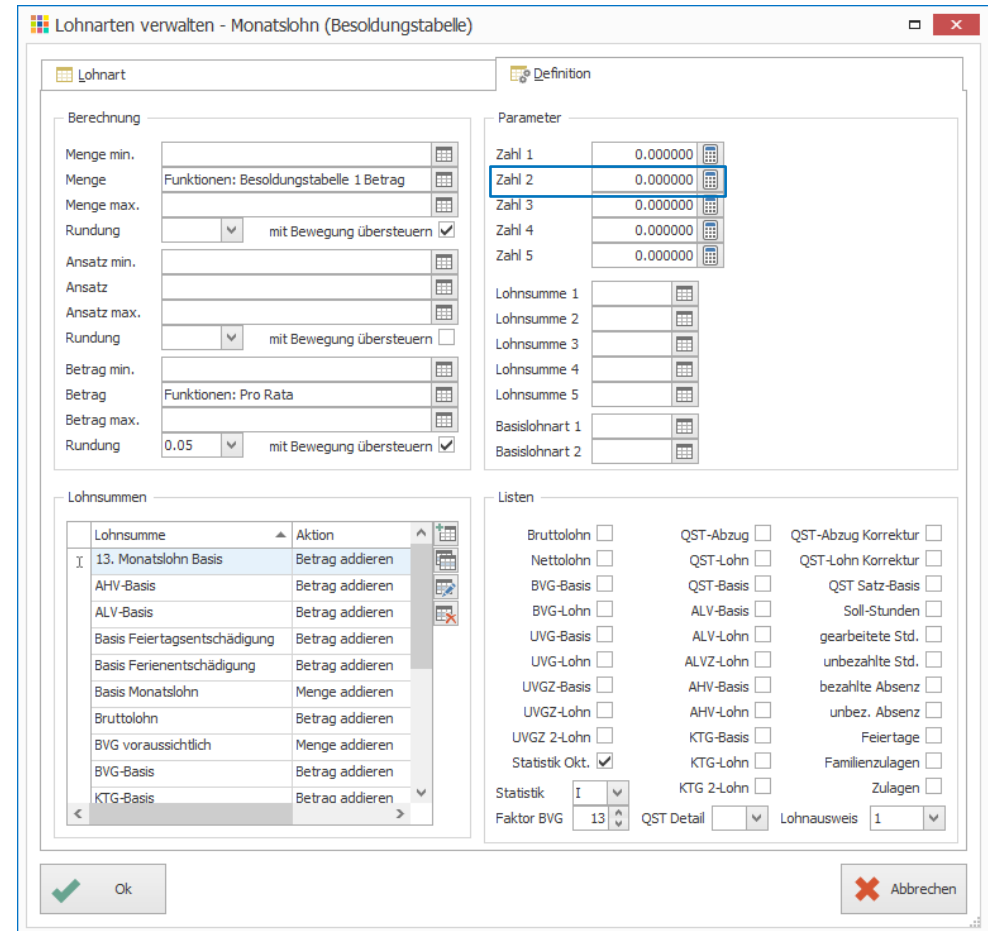 Lohnarten verwalten - Monatslohn (Besoldungstabelle)
Lohnart
Definition
Berechnung
Menge min.
Menge Funktionen: Besoldungstabelle 1 Betrag
Menge max.
Rundung mit Bewegung übersteuern
Ansatz min.
Ansatz
Ansatz max.
Rundung mit Bewegung übersteuern
Betrag min.
Betrag Funktionen: Pro Rata
Betrag max.
Rundung 0.05 mit Bewegung übersteuern
Parameter
Zahl 1 0.000000
Zahl 2 0.000000
Zahl 3 0.000000
Zahl 4 0.000000
Zahl 5 0.000000
Lohnsumme 1
Lohnsumme 2
Lohnsumme 3
Lohnsumme 4
Lohnsumme 5
Basislohnart 1
Basislohnart 2
Lohnsummen
Lohnsumme Aktion
13. Monatslohn Basis Betrag addieren
AHV-Basis Betrag addieren
ALV-Basis Betrag addieren
Basis Feiertagsentschädigung Betrag addieren
Basis Ferienentschädigung Betrag addieren
Basis Monatslohn Menge addieren
Bruttolohn Betrag addieren
BVG voraussichtlich Menge addieren
BVG-Basis Betrag addieren
KTG-Basis Betrag addieren
Listen
Bruttolohn QST-Abzug QST-Abzug Korrektur
Nettolohn QST-Lohn QST-Lohn Korrektur
BVG-Basis QST-Basis QST Satz-Basis
BVG-Lohn ALV-Basis Soll-Stunden
UVG-Basis ALV-Lohn gearbeitete Std.
UVG-Lohn ALVZ-Lohn unbezahlte Std.
UVGZ-Basis AHV-Basis bezahlte Absenz
UVGZ-Lohn AHV-Lohn unbez. Absenz
UVGZ 2-Lohn KTG-Basis Feiertage
Statistik Okt. KTG-Lohn Familienzulagen
Statistik I KTG 2-Lohn Zulagen
Faktor BVG 13 QST Detail Lohnausweis 1
Ok
Abbrechen